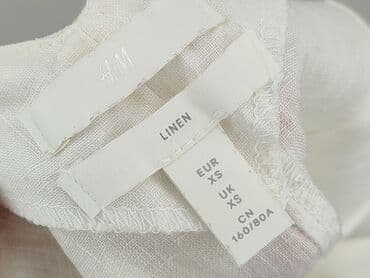 H&M
LINEN
EUR
XS
UK
XS
CN
160/80A